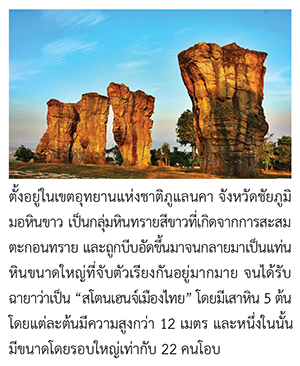 ตั้งอยู่ในเขตอุทยานแห่งชาติภูแลนคา จังหวัดชัยภูมิ
มอหินขาว เป็นกลุ่มหินทรายสีขาวที่เกิดจากการสะสม
ตะกอนทราย และถูกบีบอัดขึ้นมาจนกลายมาเป็นแท่น
หินขนาดใหญ่ที่จับตัวเรียงกันอยู่มากมาย จนได้รับ
ฉายาว่าเป็น “สโตนเฮนจ์เมืองไทย” โดยมีเสาหิน 5 ต้น
โดยแต่ละต้นมีความสูงกว่า 12 เมตร และหนึ่งในนั้น
มีขนาดโดยรอบใหญ่เท่ากับ 22 คนโอบ